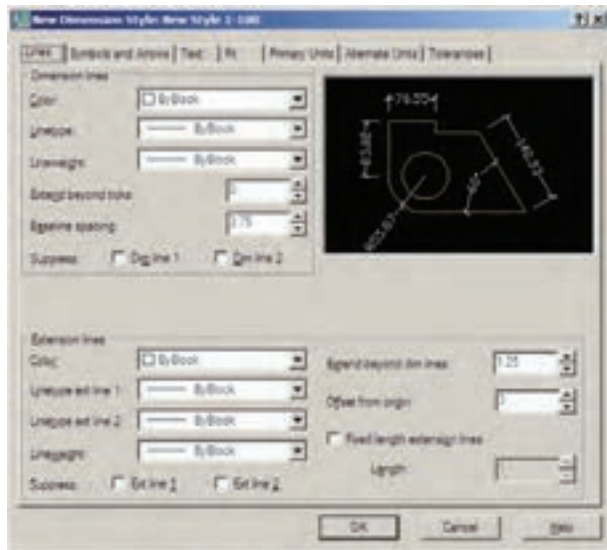 New Dimension Style: New Style 1-100
Lines Symbols and Arrows Text Fit Primary Units Alternate Units Tolerances
Dimension lines
Color: ByBlock
Linetype: ByBlock
Lineweight: ByBlock
Extend beyond ticks:
Baseline spacing: 3.75
Suppress: Dim line 1 Dim line 2
Extension lines
Color: ByBlock
Linetype ext line 1: ByBlock
Linetype ext line 2: ByBlock
Lineweight: ByBlock
Suppress: Ext line 1 Ext line 2
Extend beyond dim lines: 1.25
Offset from origin:
Fixed length extension lines
Length:
OK Cancel Help